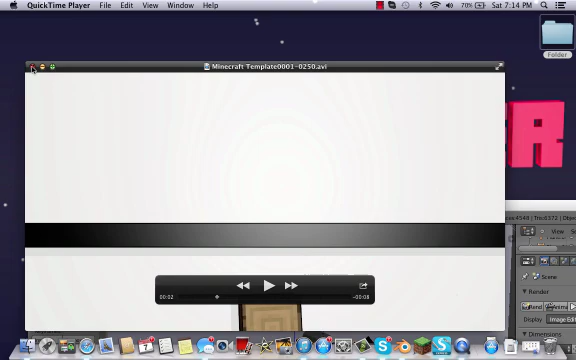 QuickTime Player File Edit View Window Help 70% Sat 7:14 PM
Minecraft Template0001-0250.avi
Folder
R
View
Scene
Render
Display Image Edit
Dimensions
00:02 -00:08